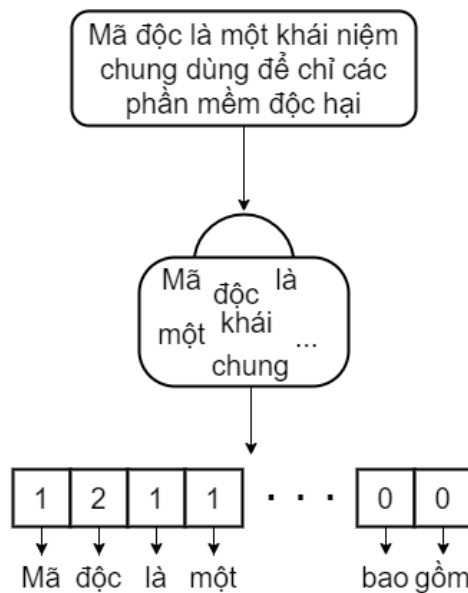 Mã độc là một khái niệm
chung dùng để chỉ các
phần mềm độc hại
Mã độc là
một khái ...
chung
1 2 1 1 . . . 0 0
Mã độc là một bao gồm